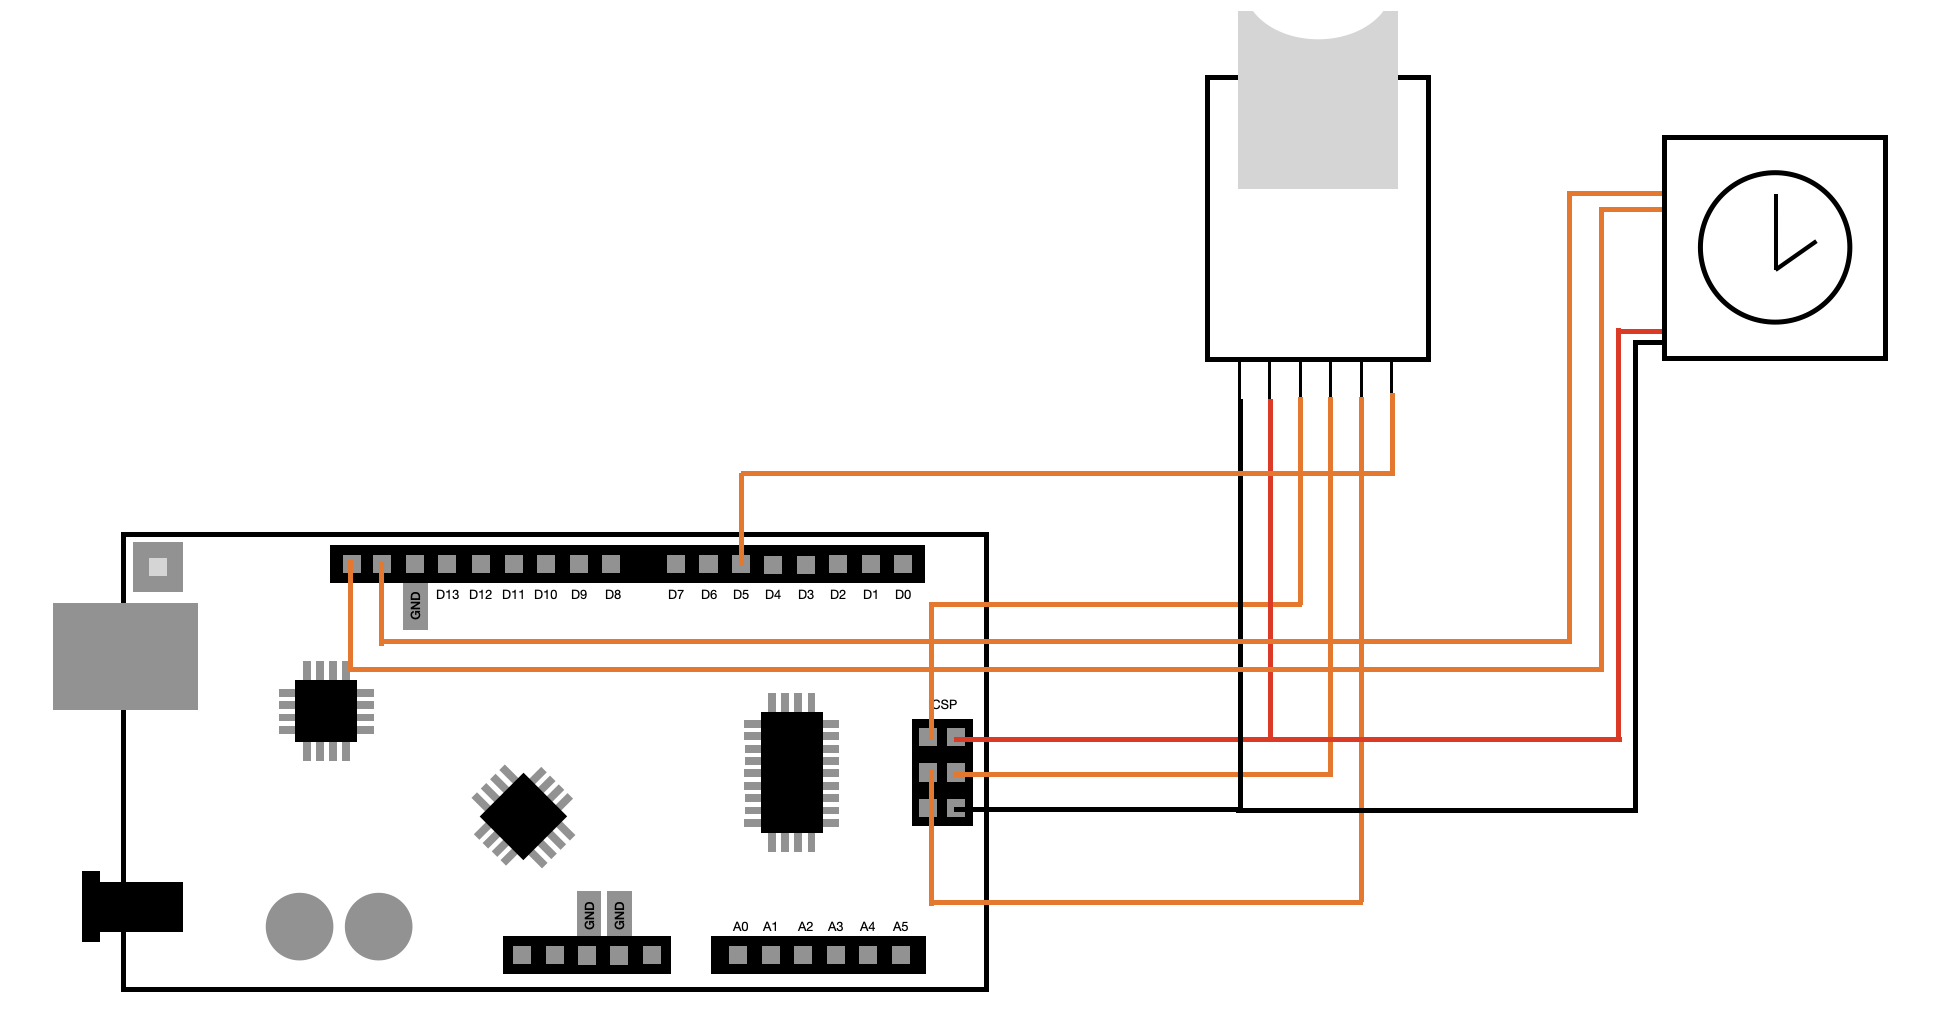 GND D13 D12 D11 D10 D9 D8 D7 D6 D5 D4 D3 D2 D1 D0
CSP
GND GND
A0 A1 A2 A3 A4 A5